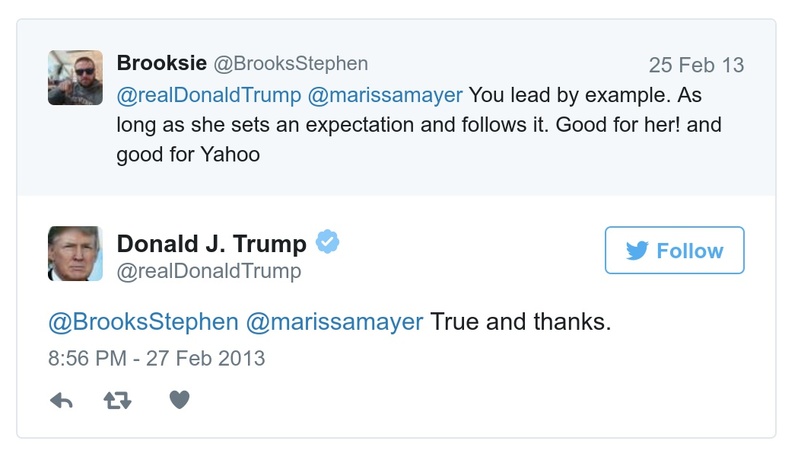 Brooksie @BrooksStephen 25 Feb 13
@realDonaldTrump @marissamayer You lead by example. As
long as she sets an expectation and follows it. Good for her! and
good for Yahoo
Donald J. Trump
@realDonaldTrump
Follow
@BrooksStephen @marissamayer True and thanks.
8:56 PM - 27 Feb 2013